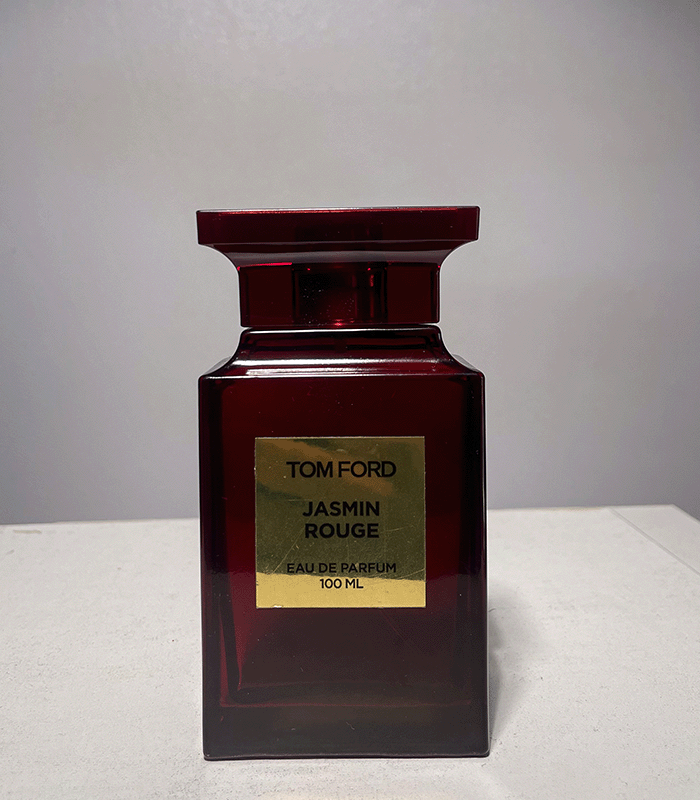 TOM FORD
JASMIN
ROUGE
EAU DE PARFUM
100 ML